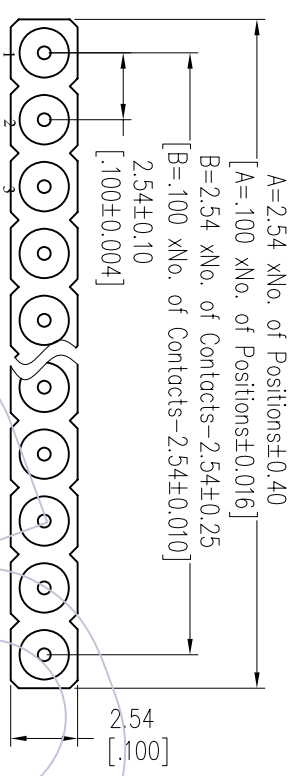 A=2.54 xNo. of Positions±0.40
[A=.100 xNo. of Positions±0.016]
B=2.54 xNo. of Contacts-2.54±0.25
[B=.100 xNo. of Contacts-2.54±0.010]
2.54±0.10
[.100±0.004]
1
2
3
2.54
[.100]